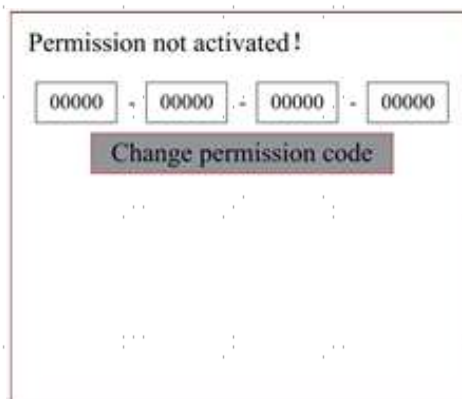 Permission not activated!
00000 - 00000 - 00000 - 00000
Change permission code